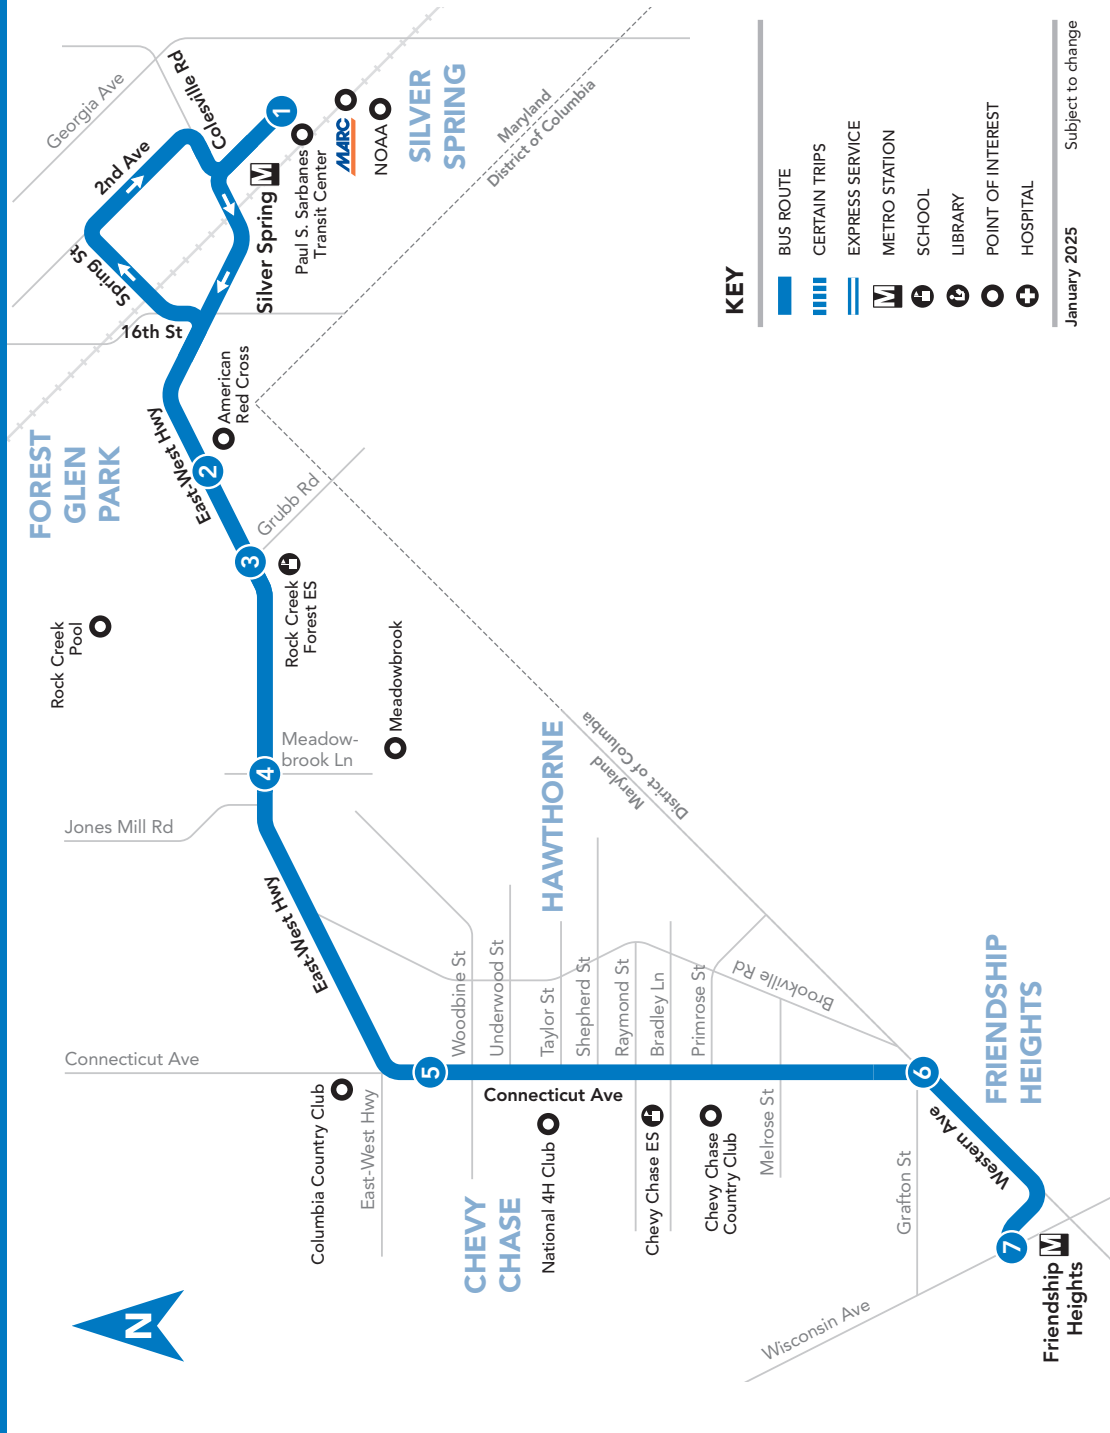 Georgia Ave
Colesville Rd
2nd Ave
Spring St
16th St
1
Silver Spring
M
Paul S. Sarbanes
Transit Center
MARC
NOAA
SILVER
SPRING
Maryland
District of Columbia
FOREST
GLEN
PARK
East-West Hwy
2
American
Red Cross
Grubb Rd
3
Rock Creek
Forest ES
Rock Creek
Pool
Meadowbrook
Meadow-
brook Ln
4
Jones Mill Rd
East-West Hwy
HAWTHORNE
Maryland
District of Columbia
Connecticut Ave
Columbia Country Club
East-West Hwy
5
Woodbine St
Underwood St
Taylor St
Shepherd St
Raymond St
Bradley Ln
Primrose St
Brookville Rd
Connecticut Ave
CHEVY
CHASE
National 4H Club
Chevy Chase ES
Chevy Chase
Country Club
Melrose St
Grafton St
6
FRIENDSHIP
HEIGHTS
Western Ave
7
M
Friendship
Heights
Wisconsin Ave
N
KEY
BUS ROUTE
CERTAIN TRIPS
EXPRESS SERVICE
M METRO STATION
SCHOOL
LIBRARY
POINT OF INTEREST
HOSPITAL
January 2025 Subject to change